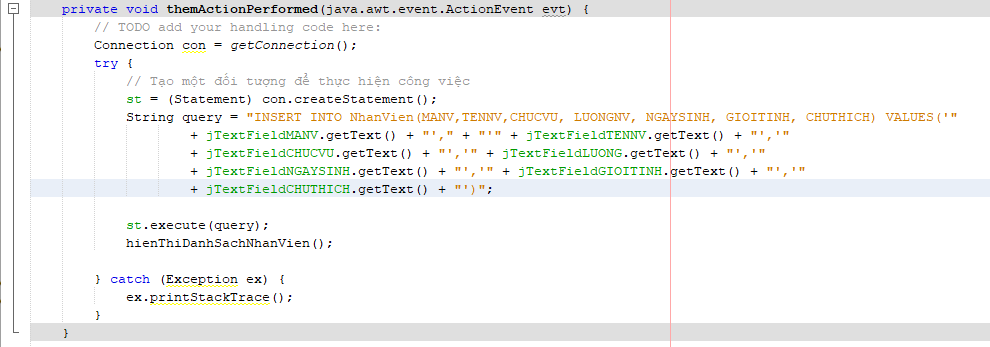 private void themActionPerformed(java.awt.event.ActionEvent evt) {
// TODO add your handling code here:
Connection con = getConnection();
try {
// Tạo một đối tượng để thực hiện công việc
st = (Statement) con.createStatement();
String query = "INSERT INTO NhanVien(MANV,TENNV,CHUCVU, LUONGNV, NGAYSINH, GIOITINH, CHUTHICH) VALUES('"
+ jTextFieldMANV.getText() + "'," + "'" + jTextFieldTENNV.getText() + "','"
+ jTextFieldCHUCVU.getText() + "','" + jTextFieldLUONG.getText() + "','"
+ jTextFieldNGAYSINH.getText() + "','" + jTextFieldGIOITINH.getText() + "','"
+ jTextFieldCHUTHICH.getText() + "')";
st.execute(query);
hienThiDanhSachNhanVien();
} catch (Exception ex) {
ex.printStackTrace();
}
}